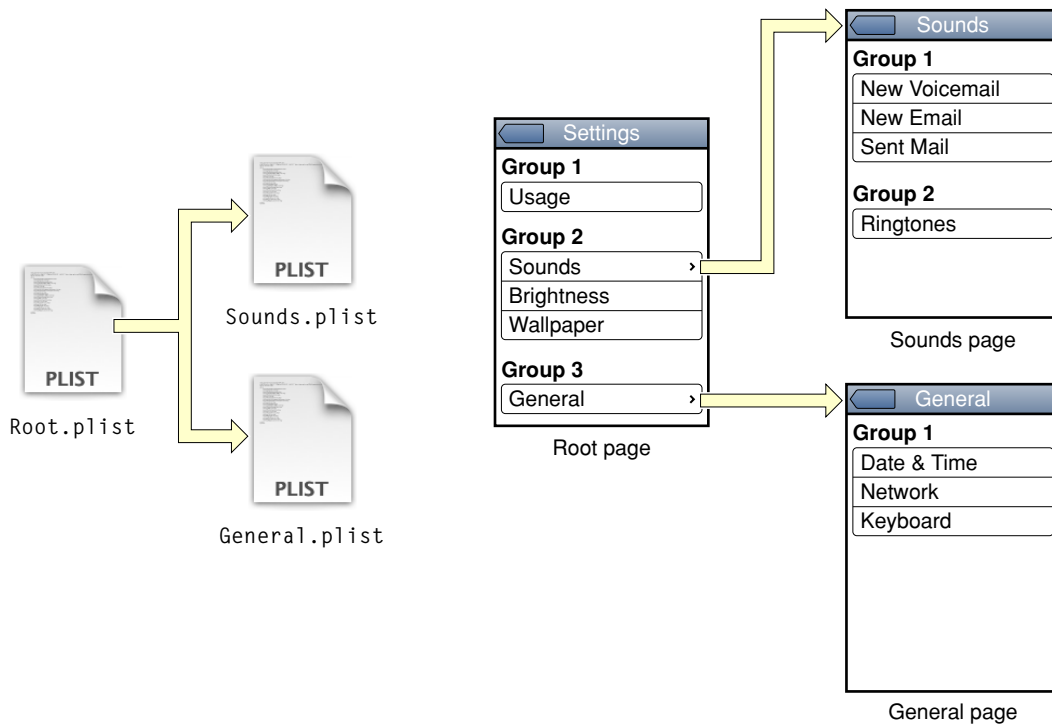 PLIST
Root.plist
PLIST
Sounds.plist
PLIST
General.plist
Settings
Group 1
Usage
Group 2
Sounds ›
Brightness
Wallpaper
Group 3
General ›
Root page
Sounds
Group 1
New Voicemail
New Email
Sent Mail
Group 2
Ringtones
Sounds page
General
Group 1
Date & Time
Network
Keyboard
General page